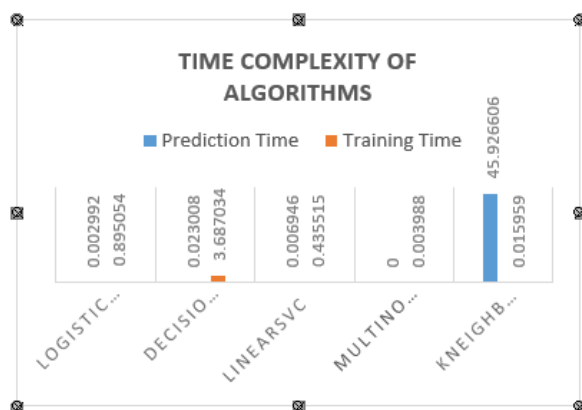 TIME COMPLEXITY OF
ALGORITHMS
Prediction Time Training Time
0.002992
0.895054
0.023008
3.687034
0.006946
0.435515
0
0.003988
45.926606
0.015959
LOGISTIC...
DECISIO...
LINEARSVC
MULTINO...
KNEIGHB...